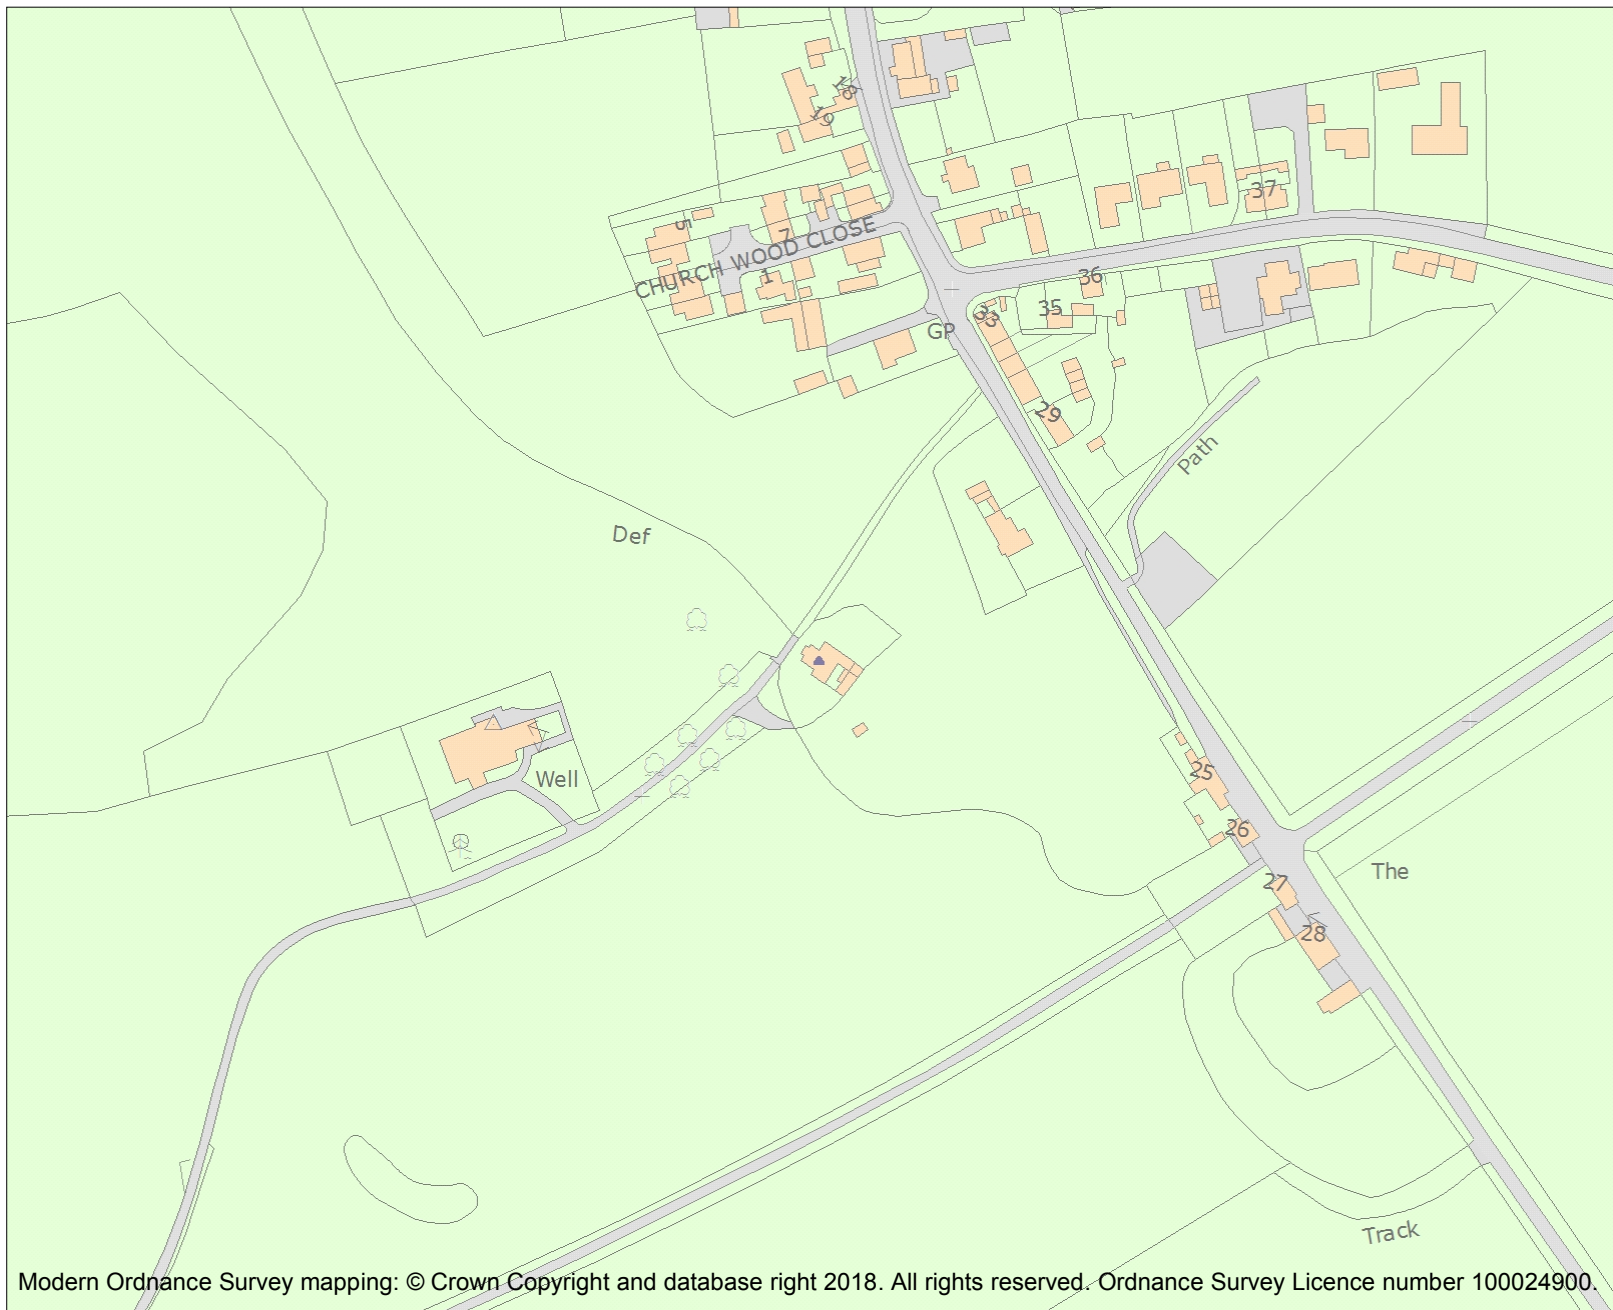 18
19
37
5
7
CHURCH WOOD CLOSE
1
36
35
33
GP
29
Path
Def
25
Well
26
The
27
28
Track
Modern Ordnance Survey mapping: © Crown Copyright and database right 2018. All rights reserved. Ordnance Survey Licence number 100024900.